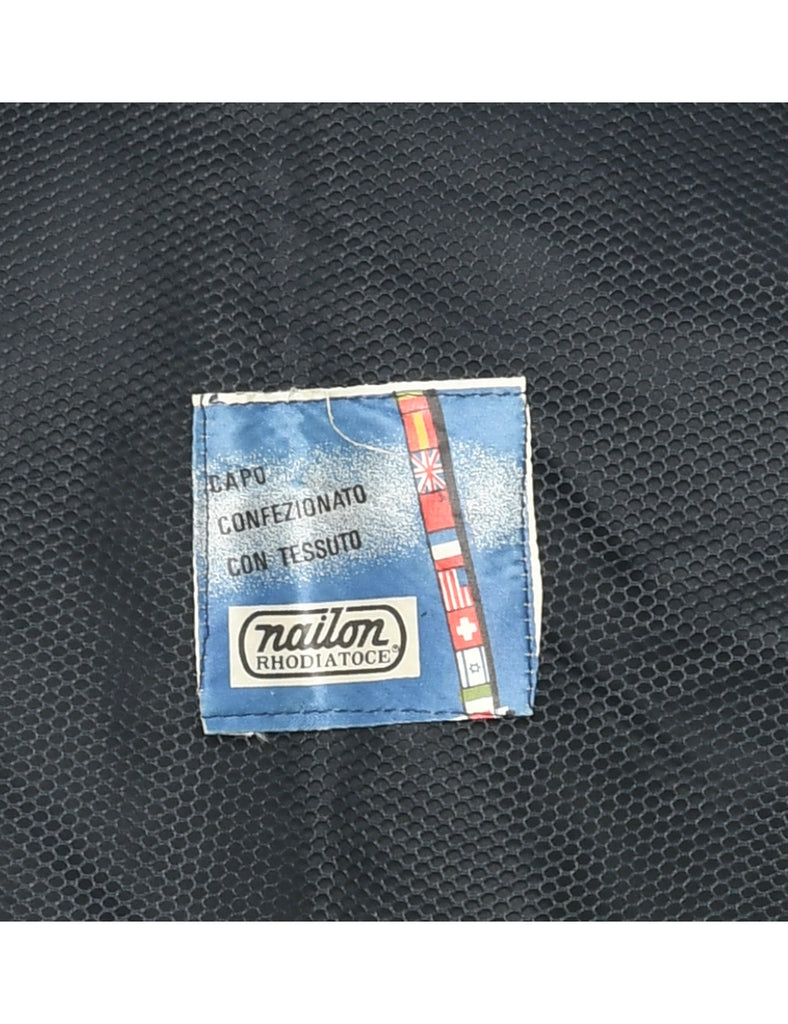 CAPO
CONFEZIONATO
CON TESSUTO
nailon
RHODIATOCE®